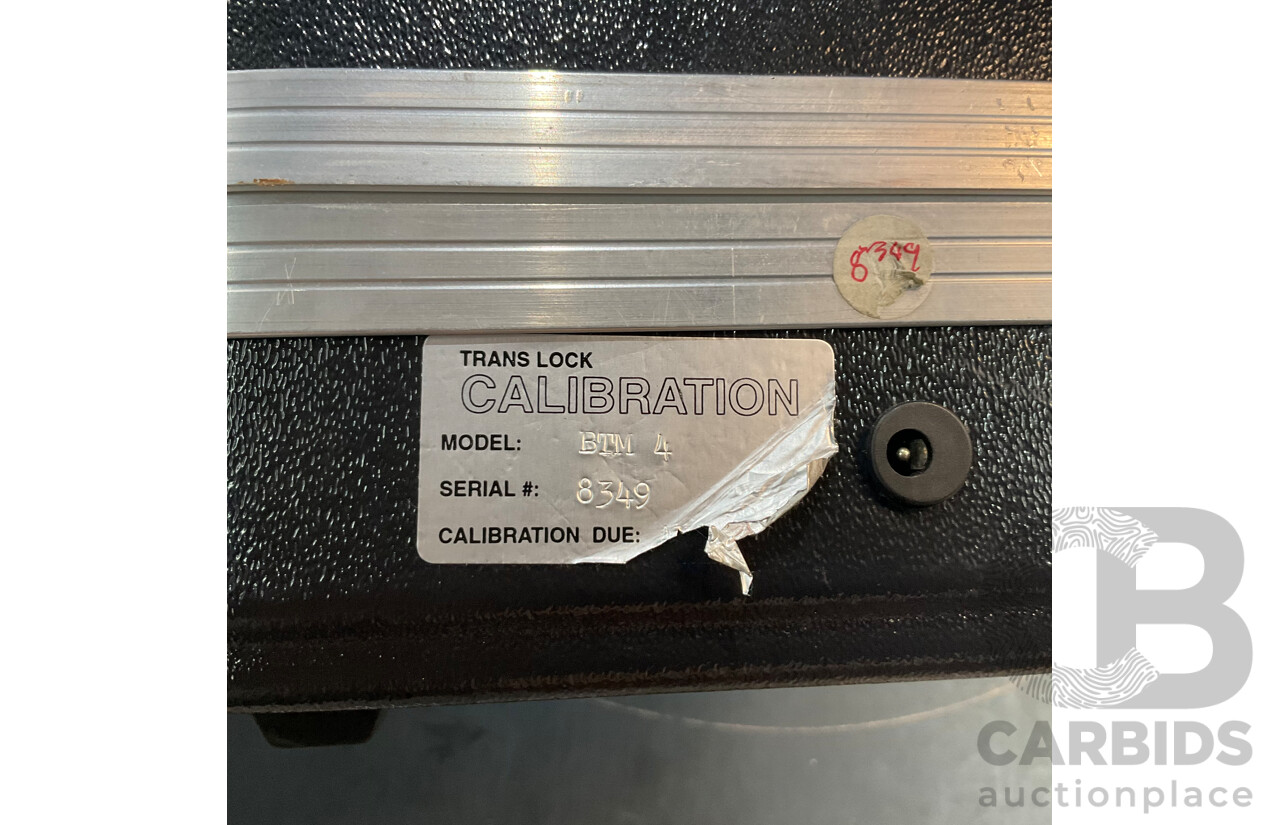 8349
TRANS LOCK
CALIBRATION
MODEL: BTM 4
SERIAL #: 8349
CALIBRATION DUE:
CARBIDS
auctionplace